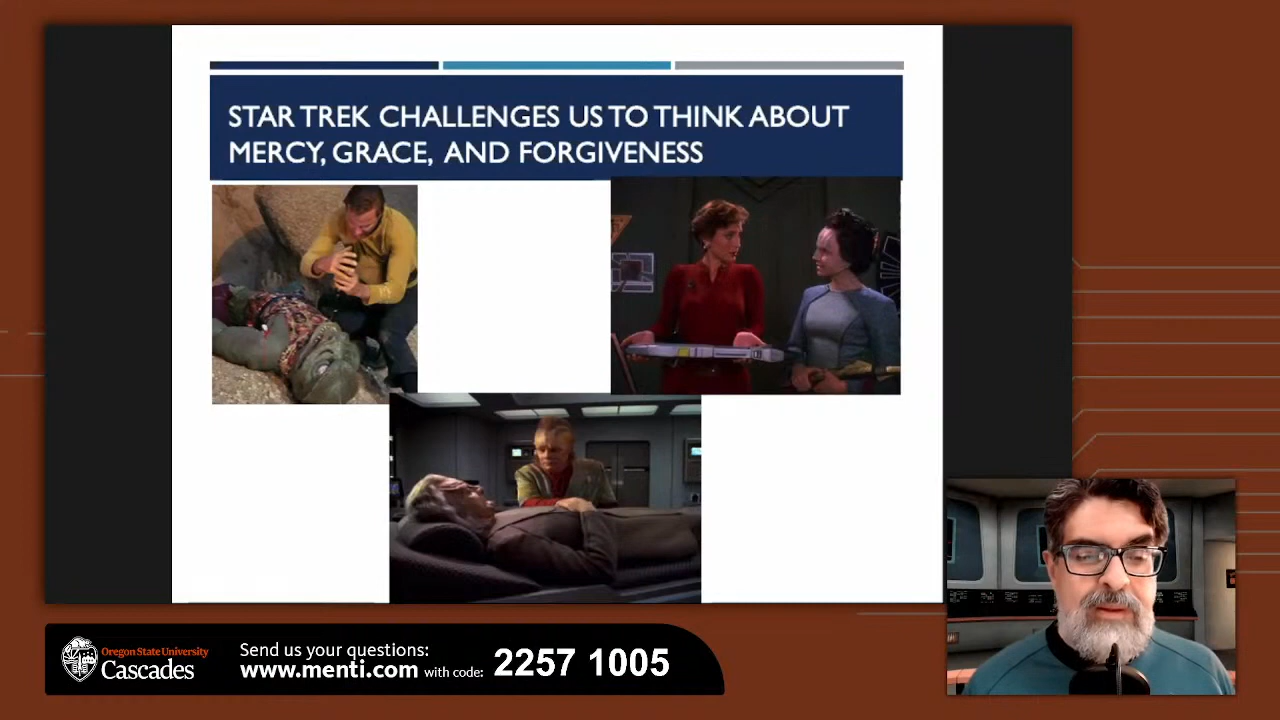 STAR TREK CHALLENGES US TO THINK ABOUT
MERCY, GRACE, AND FORGIVENESS
Oregon State University
Cascades
Send us your questions:
www.menti.com with code:
2257 1005